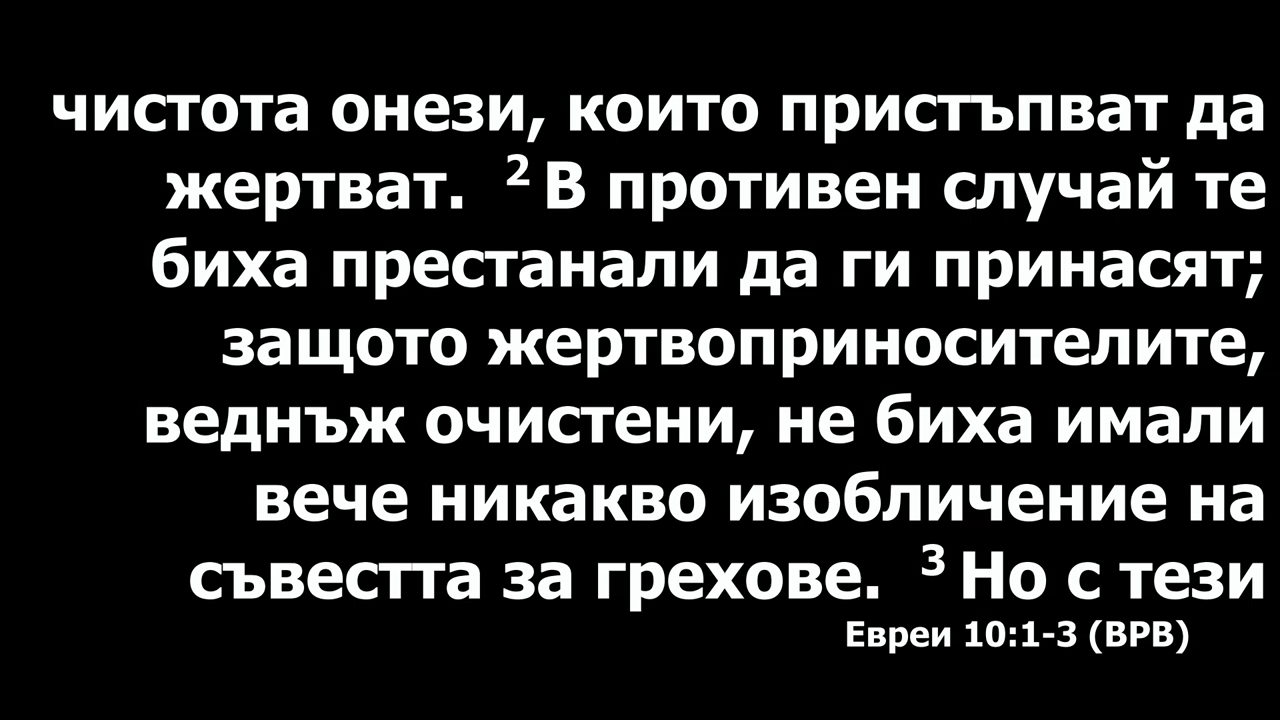 чистота онези, които пристъпват да
жертват. ² В противен случай те
биха престанали да ги принасят;
защото жертвоприносителите,
веднъж очистени, не биха имали
вече никакво изобличение на
съвестта за грехове. ³ Но с тези
Евреи 10:1-3 (ВРВ)